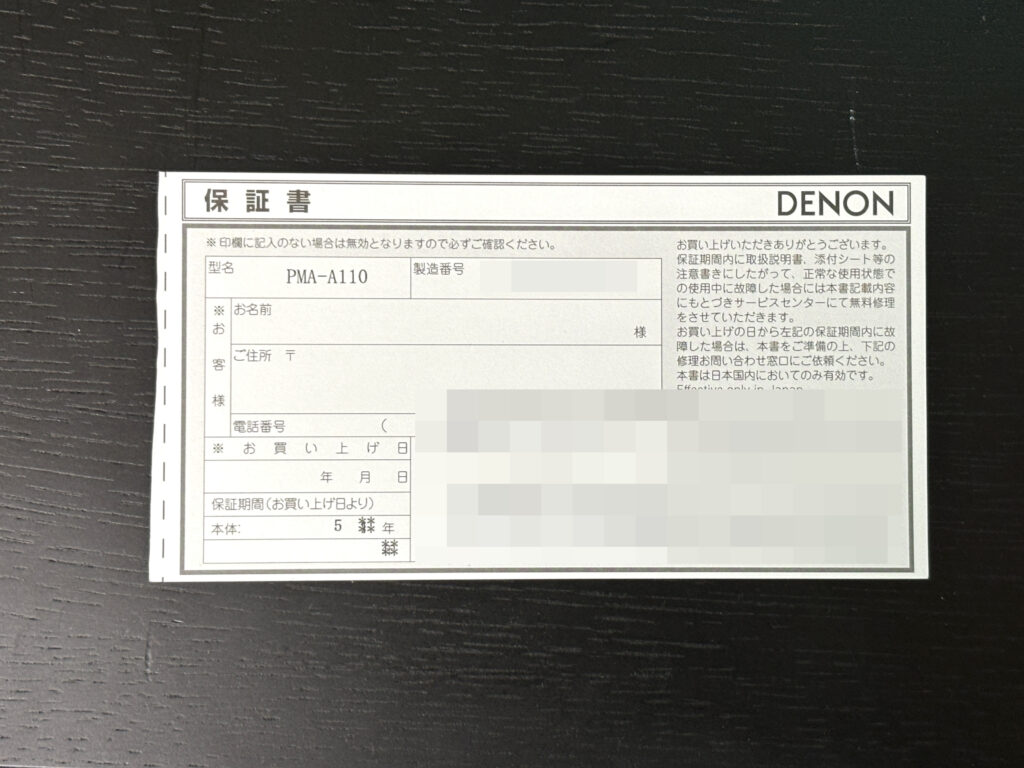 保証書
DENON
※印欄に記入のない場合は無効となりますので必ずご確認ください。
型名
PMA-A110
製造番号
※お客様
お名前
様
ご住所 〒
電話番号 (
※お買い上げ日
年 月 日
保証期間(お買い上げ日より)
本体: 5 ** 年
**
お買い上げいただきありがとうございます。
保証期間内に取扱説明書、添付シート等の
注意書きにしたがって、正常な使用状態で
の使用中に故障した場合には本書記載内容
にもとづきサービスセンターにて無料修理
をさせていただきます。
お買い上げの日から左記の保証期間内に故
障した場合は、本書をご準備の上、下記の
修理お問い合わせ窓口にご依頼ください。
本書は日本国内においてのみ有効です。
Effective only in Japan